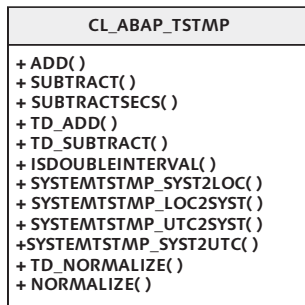 CL_ABAP_TSTMP
+ ADD( )
+ SUBTRACT( )
+ SUBTRACTSECS( )
+ TD_ADD( )
+ TD_SUBTRACT( )
+ ISDOUBLEINTERVAL( )
+ SYSTEMTSTMP_SYST2LOC( )
+ SYSTEMTSTMP_LOC2SYST( )
+ SYSTEMTSTMP_UTC2SYST( )
+SYSTEMTSTMP_SYST2UTC( )
+ TD_NORMALIZE( )
+ NORMALIZE( )